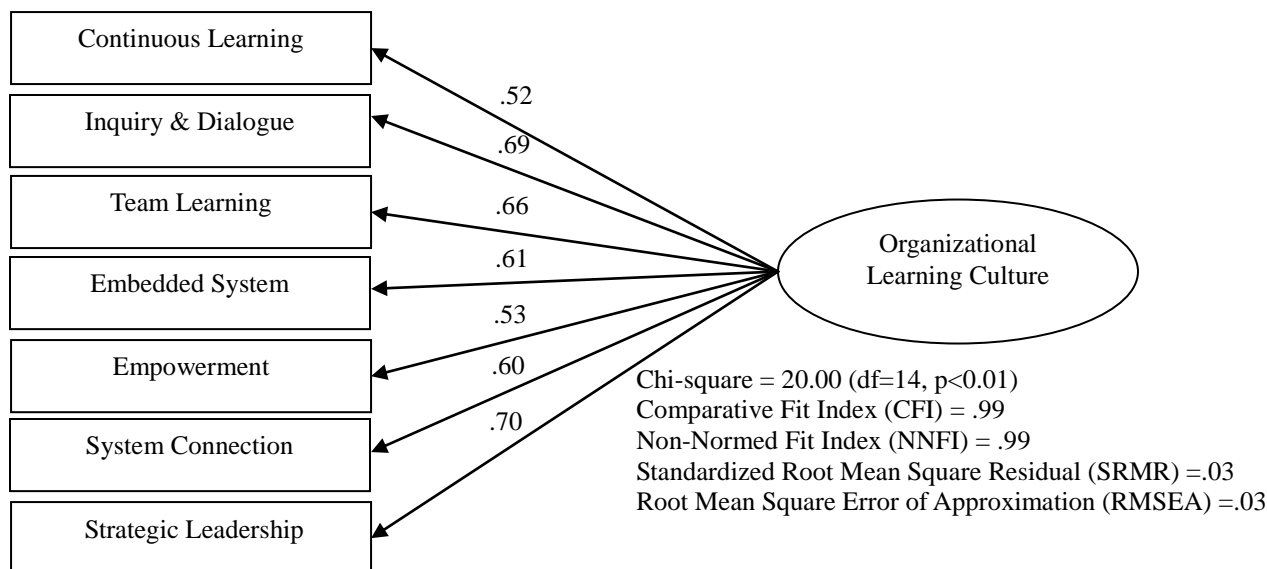 Continuous Learning
.52
Inquiry & Dialogue
.69
Team Learning
.66
Organizational
Learning Culture
Embedded System
.61
.53
Empowerment
.60
System Connection
.70
Strategic Leadership
Chi-square = 20.00 (df=14, p<0.01)
Comparative Fit Index (CFI) = .99
Non-Normed Fit Index (NNFI) = .99
Standardized Root Mean Square Residual (SRMR) =.03
Root Mean Square Error of Approximation (RMSEA) =.03